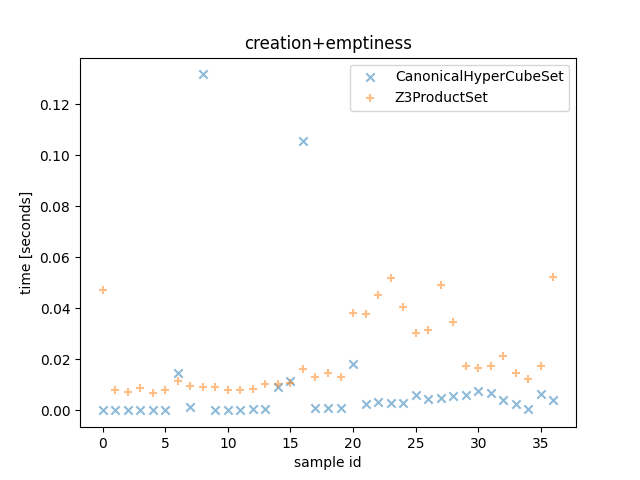 creation+emptiness
CanonicalHyperCubeSet
Z3ProductSet
time [seconds]
0.12
0.10
0.08
0.06
0.04
0.02
0.00
0 5 10 15 20 25 30 35
sample id